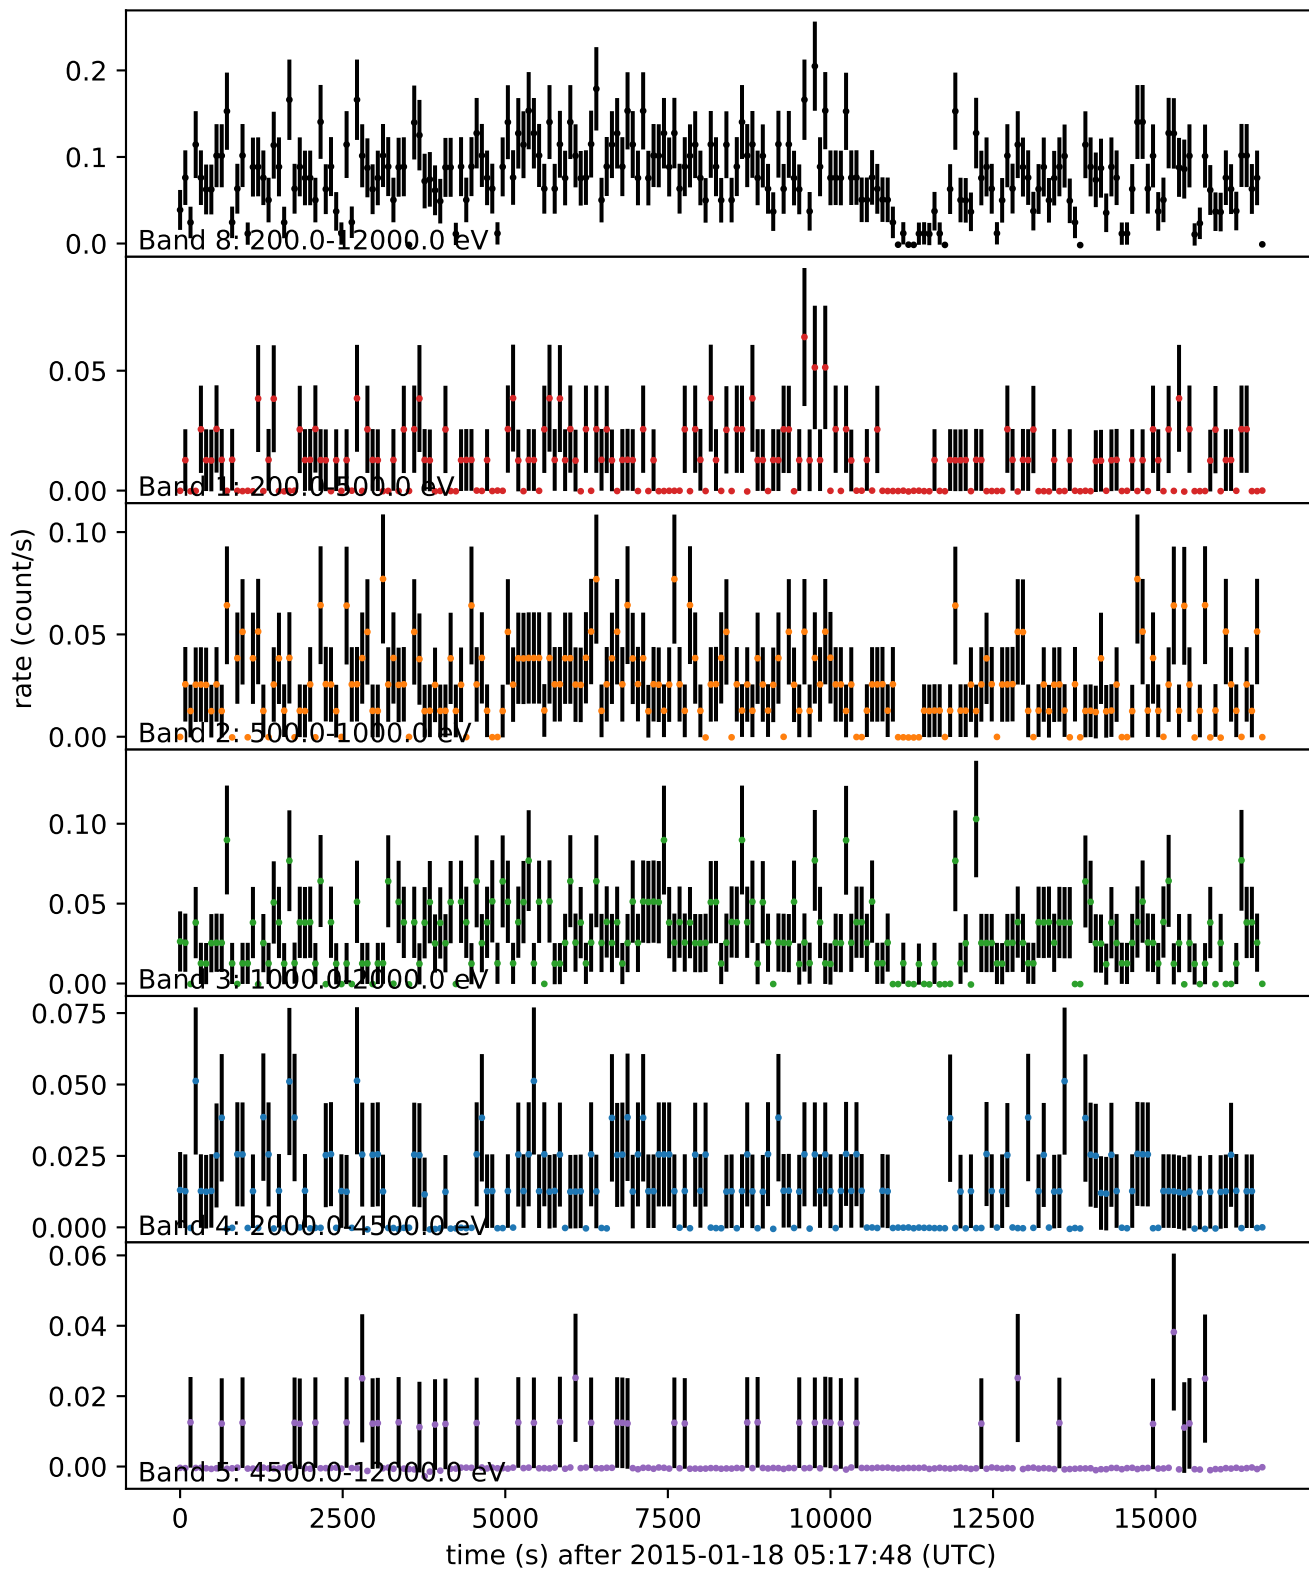 0.2
0.1
0.0
Band 8: 200.0-12000.0 eV
0.05
0.00
Band 1: 200.0-500.0 eV
0.10
0.05
0.00
Band 2: 500.0-1000.0 eV
rate (count/s)
0.10
0.05
0.00
Band 3: 1000.0-2000.0 eV
0.075
0.050
0.025
0.000
Band 4: 2000.0-4500.0 eV
0.06
0.04
0.02
0.00
Band 5: 4500.0-12000.0 eV
0 2500 5000 7500 10000 12500 15000
time (s) after 2015-01-18 05:17:48 (UTC)